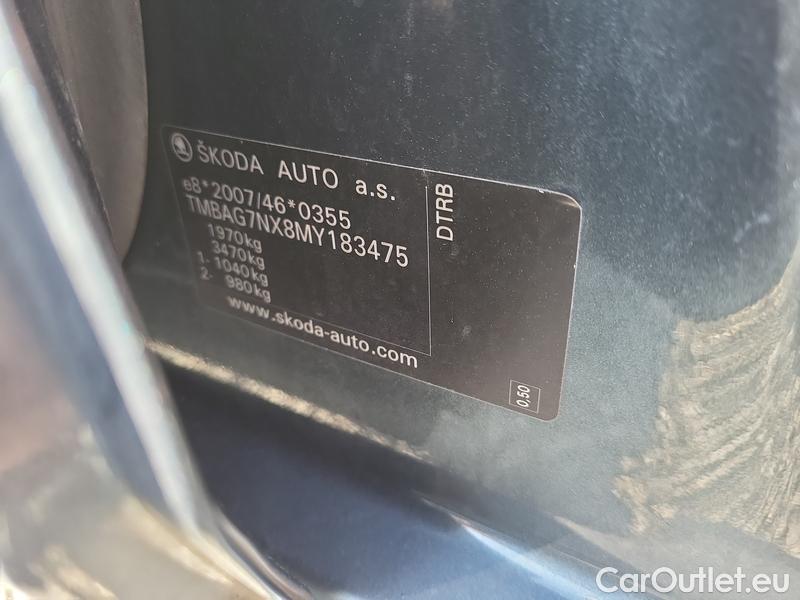 ŠKODA AUTO a.s.
e8*2007/46*0355
TMBAG7NX8MY183475
1970kg
3470kg
1. 1040kg
2. 980kg
www.skoda-auto.com
DTRB
0.50
CarOutlet.eu